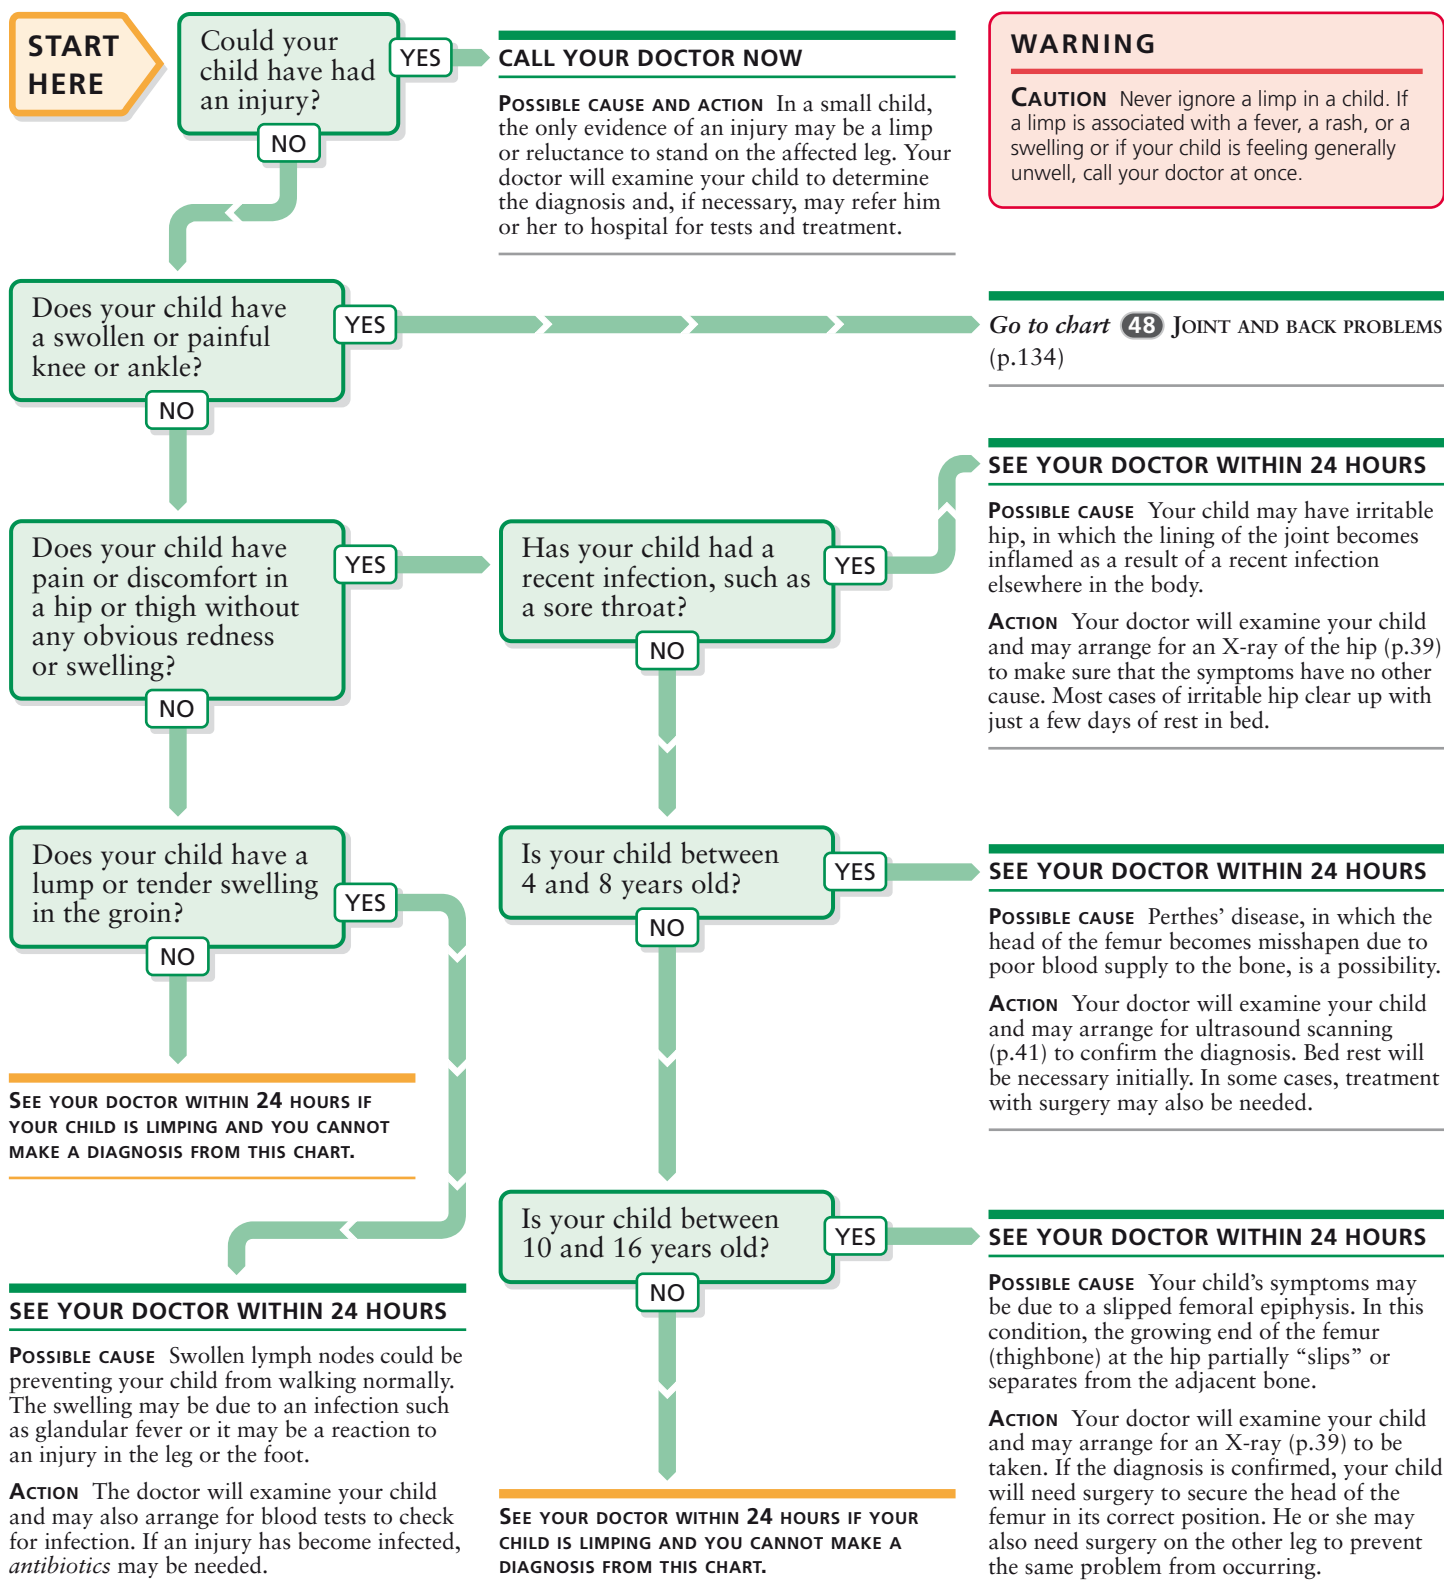 START
HERE
Could your
child have had
an injury?
YES
NO
CALL YOUR DOCTOR NOW
POSSIBLE CAUSE AND ACTION In a small child,
the only evidence of an injury may be a limp
or reluctance to stand on the affected leg. Your
doctor will examine your child to determine
the diagnosis and, if necessary, may refer him
or her to hospital for tests and treatment.
WARNING
CAUTION Never ignore a limp in a child. If
a limp is associated with a fever, a rash, or a
swelling or if your child is feeling generally
unwell, call your doctor at once.
Does your child have
a swollen or painful
knee or ankle?
YES
NO
Go to chart 48 JOINT AND BACK PROBLEMS
(p.134)
Does your child have
pain or discomfort in
a hip or thigh without
any obvious redness
or swelling?
YES
NO
Has your child had a
recent infection, such as
a sore throat?
YES
NO
SEE YOUR DOCTOR WITHIN 24 HOURS
POSSIBLE CAUSE Your child may have irritable
hip, in which the lining of the joint becomes
inflamed as a result of a recent infection
elsewhere in the body.
ACTION Your doctor will examine your child
and may arrange for an X-ray of the hip (p.39)
to make sure that the symptoms have no other
cause. Most cases of irritable hip clear up with
just a few days of rest in bed.
Does your child have a
lump or tender swelling
in the groin?
YES
NO
Is your child between
4 and 8 years old?
YES
NO
SEE YOUR DOCTOR WITHIN 24 HOURS
POSSIBLE CAUSE Perthes’ disease, in which the
head of the femur becomes misshapen due to
poor blood supply to the bone, is a possibility.
ACTION Your doctor will examine your child
and may arrange for ultrasound scanning
(p.41) to confirm the diagnosis. Bed rest will
be necessary initially. In some cases, treatment
with surgery may also be needed.
SEE YOUR DOCTOR WITHIN 24 HOURS IF
YOUR CHILD IS LIMPING AND YOU CANNOT
MAKE A DIAGNOSIS FROM THIS CHART.
Is your child between
10 and 16 years old?
YES
NO
SEE YOUR DOCTOR WITHIN 24 HOURS
POSSIBLE CAUSE Your child’s symptoms may
be due to a slipped femoral epiphysis. In this
condition, the growing end of the femur
(thighbone) at the hip partially “slips” or
separates from the adjacent bone.
ACTION Your doctor will examine your child
and may arrange for an X-ray (p.39) to be
taken. If the diagnosis is confirmed, your child
will need surgery to secure the head of the
femur in its correct position. He or she may
also need surgery on the other leg to prevent
the same problem from occurring.
SEE YOUR DOCTOR WITHIN 24 HOURS
POSSIBLE CAUSE Swollen lymph nodes could be
preventing your child from walking normally.
The swelling may be due to an infection such
as glandular fever or it may be a reaction to
an injury in the leg or the foot.
ACTION The doctor will examine your child
and may also arrange for blood tests to check
for infection. If an injury has become infected,
antibiotics may be needed.
SEE YOUR DOCTOR WITHIN 24 HOURS IF YOUR
CHILD IS LIMPING AND YOU CANNOT MAKE A
DIAGNOSIS FROM THIS CHART.